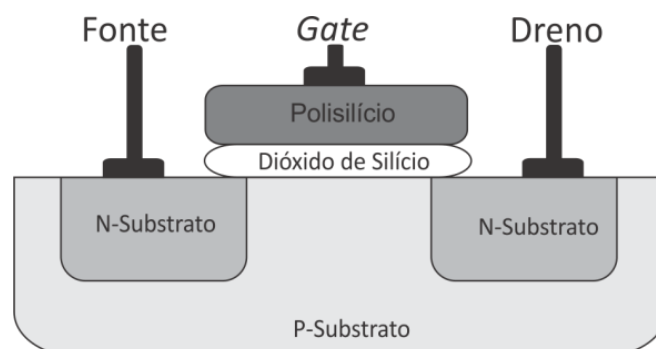 Fonte
Gate
Dreno
Polisilício
Dióxido de Silício
N-Substrato
N-Substrato
P-Substrato